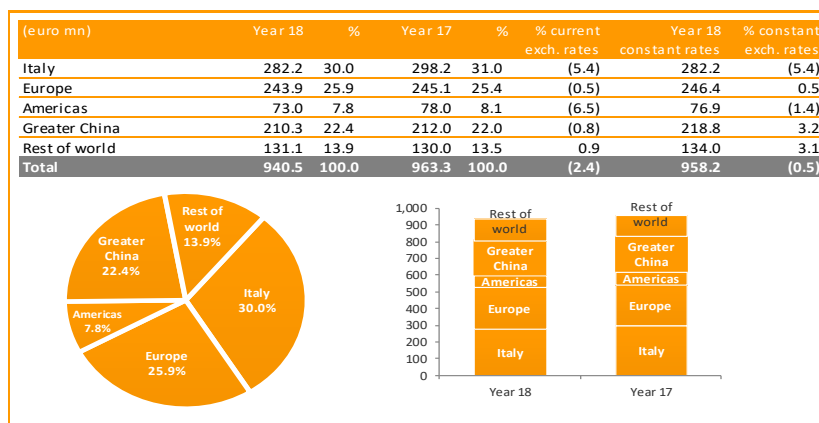 (euro mn) Year 18 % Year 17 % % current exch. rates Year 18 constant rates % constant exch. rates
Italy 282.2 30.0 298.2 31.0 (5.4) 282.2 (5.4)
Europe 243.9 25.9 245.1 25.4 (0.5) 246.4 0.5
Americas 73.0 7.8 78.0 8.1 (6.5) 76.9 (1.4)
Greater China 210.3 22.4 212.0 22.0 (0.8) 218.8 3.2
Rest of world 131.1 13.9 130.0 13.5 0.9 134.0 3.1
Total 940.5 100.0 963.3 100.0 (2.4) 958.2 (0.5)
Rest of
world
13.9%
Greater
China
22.4%
Italy
30.0%
Americas
7.8%
Europe
25.9%
1,000
900
800
700
600
500
400
300
200
100
0
Rest of
world
Greater
China
Americas
Europe
Italy
Year 18
Rest of
world
Greater
China
Americas
Europe
Italy
Year 17